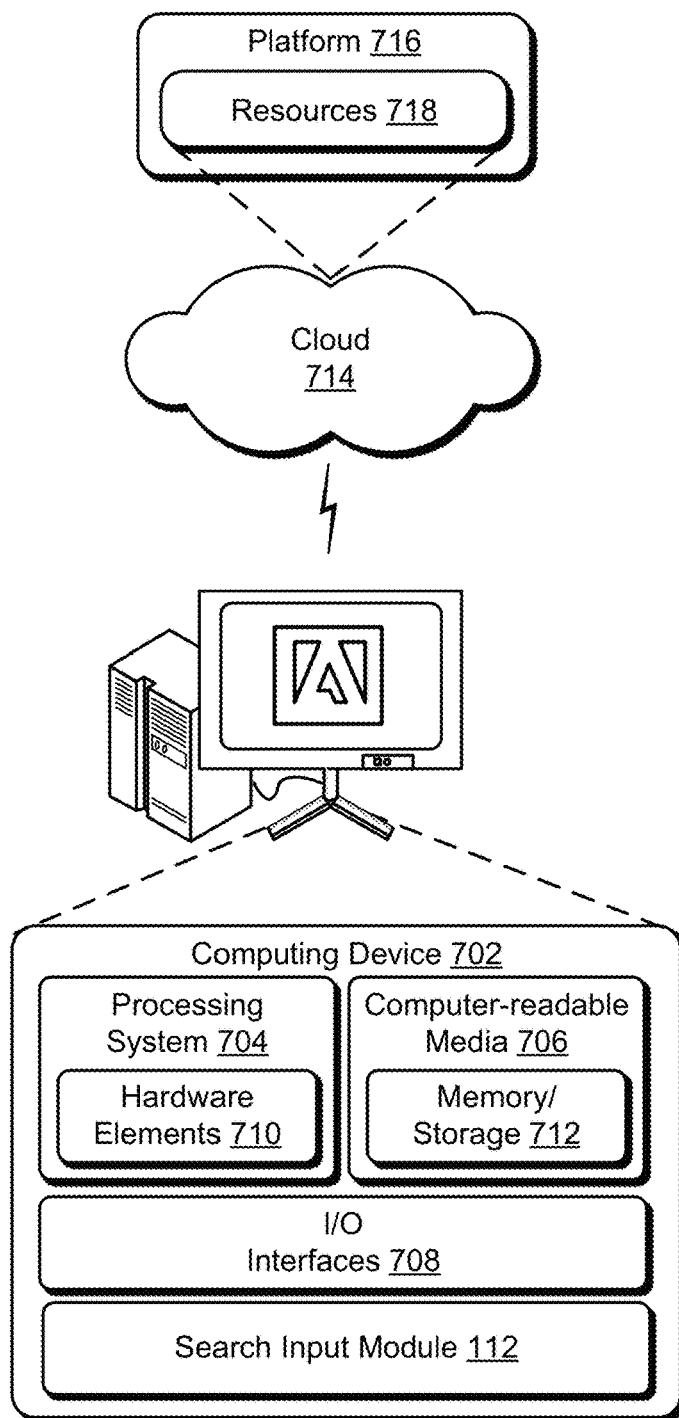 Platform 716
Resources 718
Cloud
714
Computing Device 702
Processing
System 704
Hardware
Elements 710
Computer-readable
Media 706
Memory/
Storage 712
I/O
Interfaces 708
Search Input Module 112